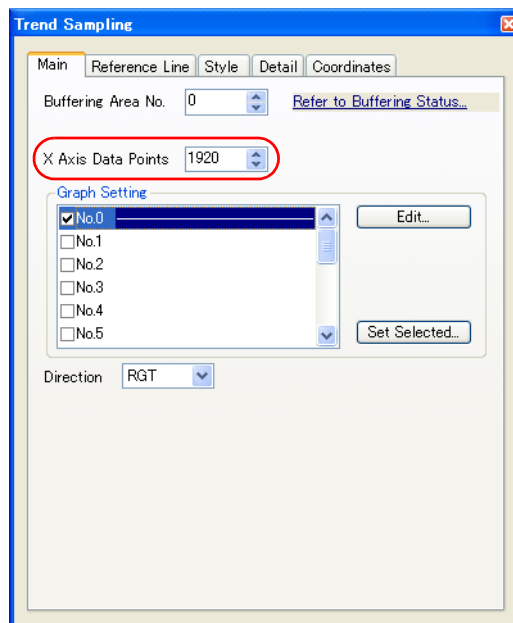 Trend Sampling
Main Reference Line Style Detail Coordinates
Buffering Area No. 0 Refer to Buffering Status...
X Axis Data Points 1920
Graph Setting
No.0 Edit...
No.1
No.2
No.3
No.4
No.5 Set Selected...
Direction RGT